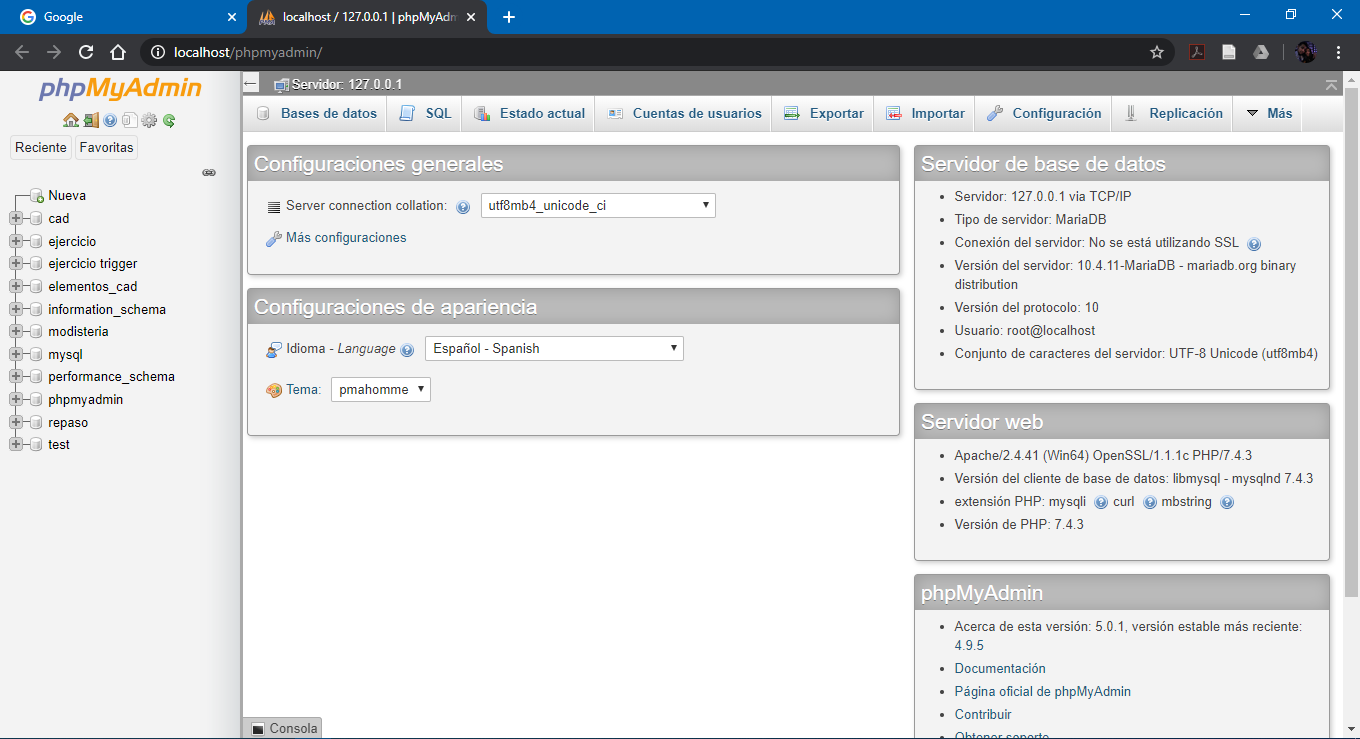 Google
localhost / 127.0.0.1 | phpMyAdm
localhost/phpmyadmin/
phpMyAdmin
Reciente Favoritas
Nueva
cad
ejercicio
ejercicio trigger
elementos_cad
information_schema
modisteria
mysql
performance_schema
phpmyadmin
repaso
test
Servidor: 127.0.0.1
Bases de datos SQL Estado actual Cuentas de usuarios Exportar Importar Configuración Replicación Más
Configuraciones generales
Server connection collation: utf8mb4_unicode_ci
Más configuraciones
Configuraciones de apariencia
Idioma - Language Español - Spanish
Tema: pmahomme
Servidor de base de datos
Servidor: 127.0.0.1 via TCP/IP
Tipo de servidor: MariaDB
Conexión del servidor: No se está utilizando SSL
Versión del servidor: 10.4.11-MariaDB - mariadb.org binary
distribution
Versión del protocolo: 10
Usuario: root@localhost
Conjunto de caracteres del servidor: UTF-8 Unicode (utf8mb4)
Servidor web
Apache/2.4.41 (Win64) OpenSSL/1.1.1c PHP/7.4.3
Versión del cliente de base de datos: libmysql - mysqlnd 7.4.3
extensión PHP: mysqli curl mbstring
Versión de PHP: 7.4.3
phpMyAdmin
Acerca de esta versión: 5.0.1, versión estable más reciente:
4.9.5
Documentación
Página oficial de phpMyAdmin
Contribuir
Obtener soporte
Consola